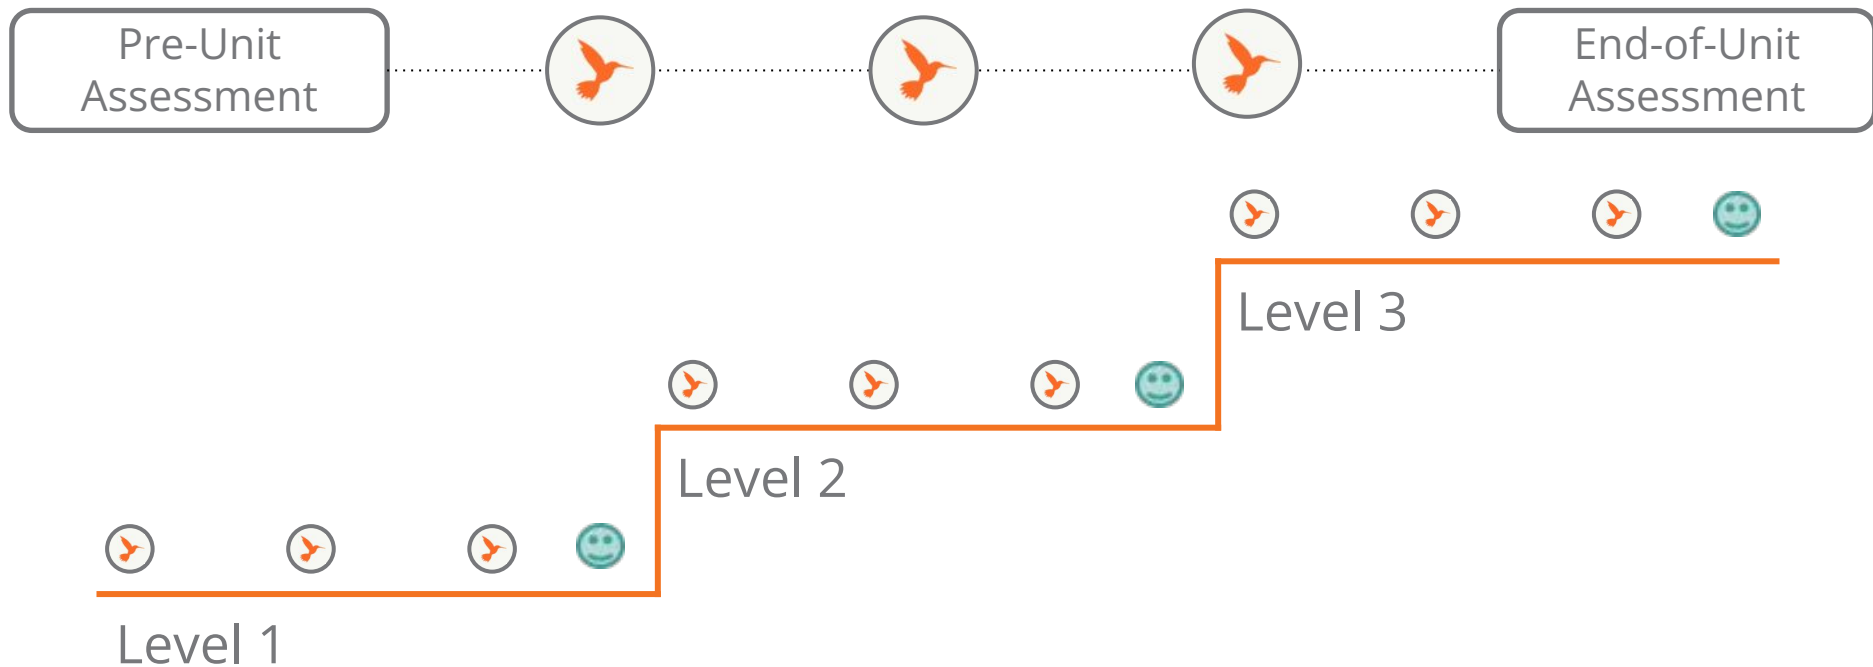 Pre-Unit
Assessment
End-of-Unit
Assessment
Level 3
Level 2
Level 1